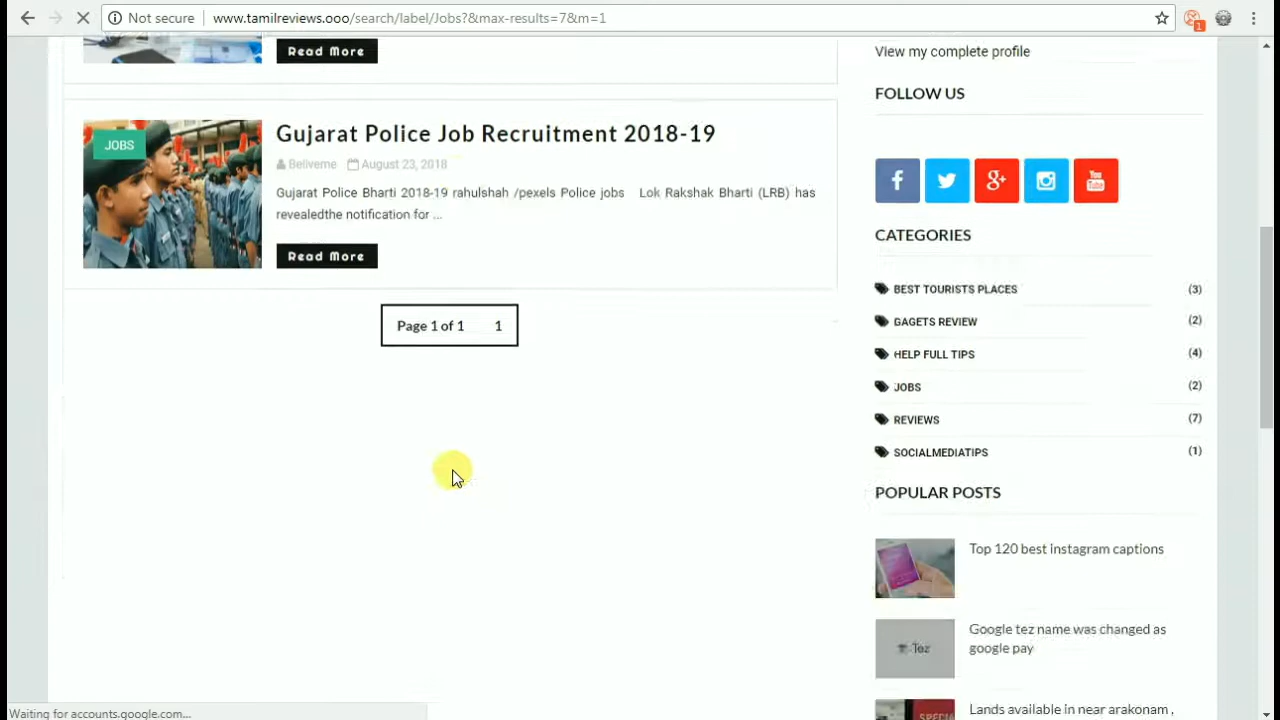 Not secure
www.tamilreviews.ooo/search/label/Jobs?&max-results=7&m=1
1
Read More
JOBS
Gujarat Police Job Recruitment 2018-19
Beliverne August 23, 2018
Gujarat Police Bharti 2018-19 rahulshah /pexels Police jobs Lok Rakshak Bharti (LRB) has
revealedthe notification for ...
Read More
Page 1 of 1 1
View my complete profile
FOLLOW US
CATEGORIES
BEST TOURISTS PLACES (3)
GAGETS REVIEW (2)
HELP FULL TIPS (4)
JOBS (2)
REVIEWS (7)
SOCIALMEDIATIPS (1)
POPULAR POSTS
Top 120 best instagram captions
Tez
Google tez name was changed as
google pay
SPECIA
Lands available in near arakonam ,
Waiting for accounts.google.com...